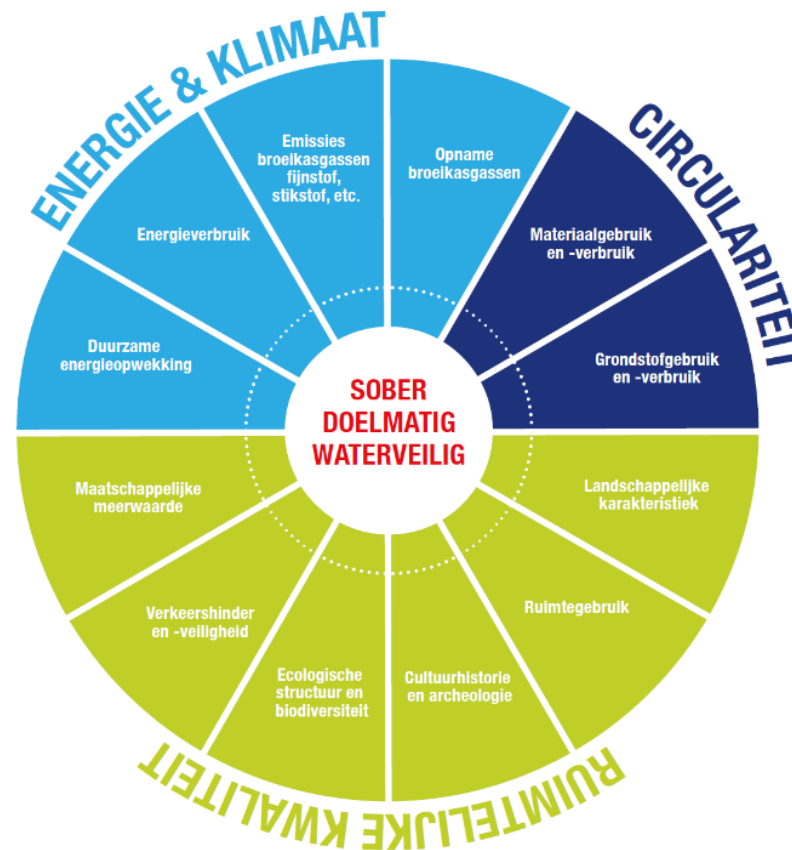 ENERGIE & KLIMAAT
Emissies
broeikasgassen
fijnstof,
stikstof, etc.
Opname
broeikasgassen
Energieverbruik
Duurzame
energieopwekking
CIRCULARITEIT
Materiaalgebruik
en -verbruik
Grondstofgebruik
en -verbruik
SOBER
DOELMATIG
WATERVEILIG
Maatschappelijke
meerwaarde
Landschappelijke
karakteristiek
Verkeershinder
en -veiligheid
Ruimtegebruik
Ecologische
structuur en
biodiversiteit
Cultuurhistorie
en archeologie
RUIMTELIJKE KWALITEIT